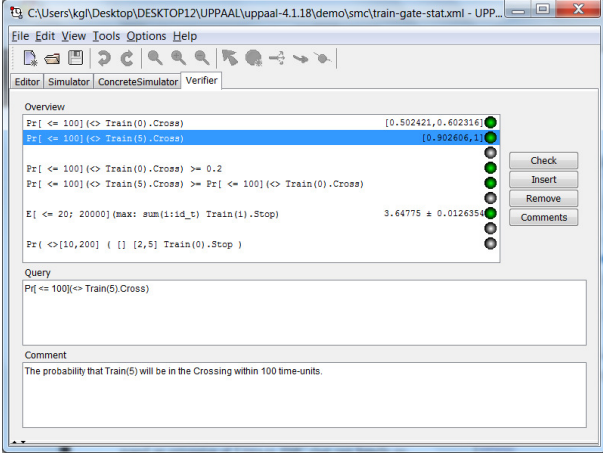 C:\Users\kgl\Desktop\DESKTOP12\UPPAAL\uppaal-4.1.18\demo\smc\train-gate-stat.xml - UPP...
File Edit View Tools Options Help
Editor Simulator ConcreteSimulator Verifier
Overview
Pr[ <= 100](<> Train(0).Cross) [0.502421,0.602316]
Pr[ <= 100](<> Train(5).Cross) [0.902606,1]
Pr[ <= 100](<> Train(0).Cross) >= 0.2
Pr[ <= 100](<> Train(5).Cross) >= Pr[ <= 100](<> Train(0).Cross)
E[ <= 20; 20000](max: sum(i:id_t) Train(i).Stop) 3.64775 ± 0.0126354
Pr( <>[10,200] ( [] [2,5] Train(0).Stop )
Check
Insert
Remove
Comments
Query
Pr[ <= 100](<> Train(5).Cross)
Comment
The probability that Train(5) will be in the Crossing within 100 time-units.